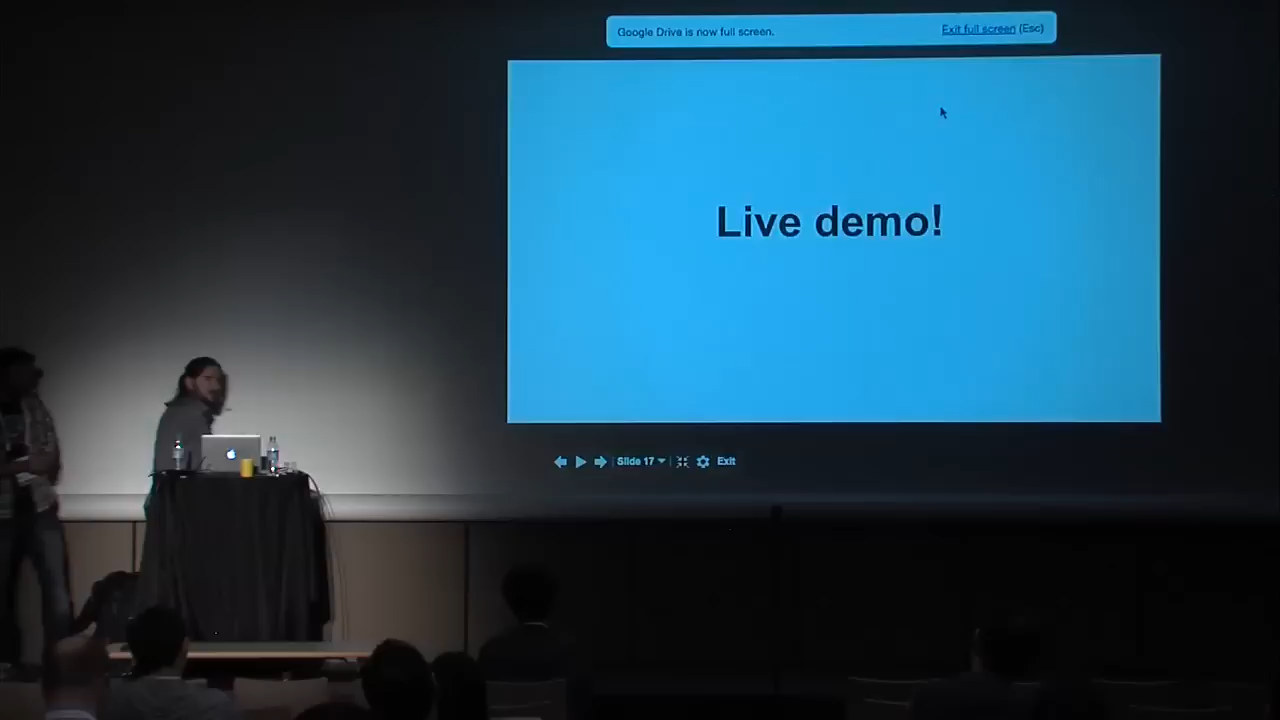 Google Drive is now full screen.
Exit full screen (Esc)
Live demo!
Slide 17
Exit